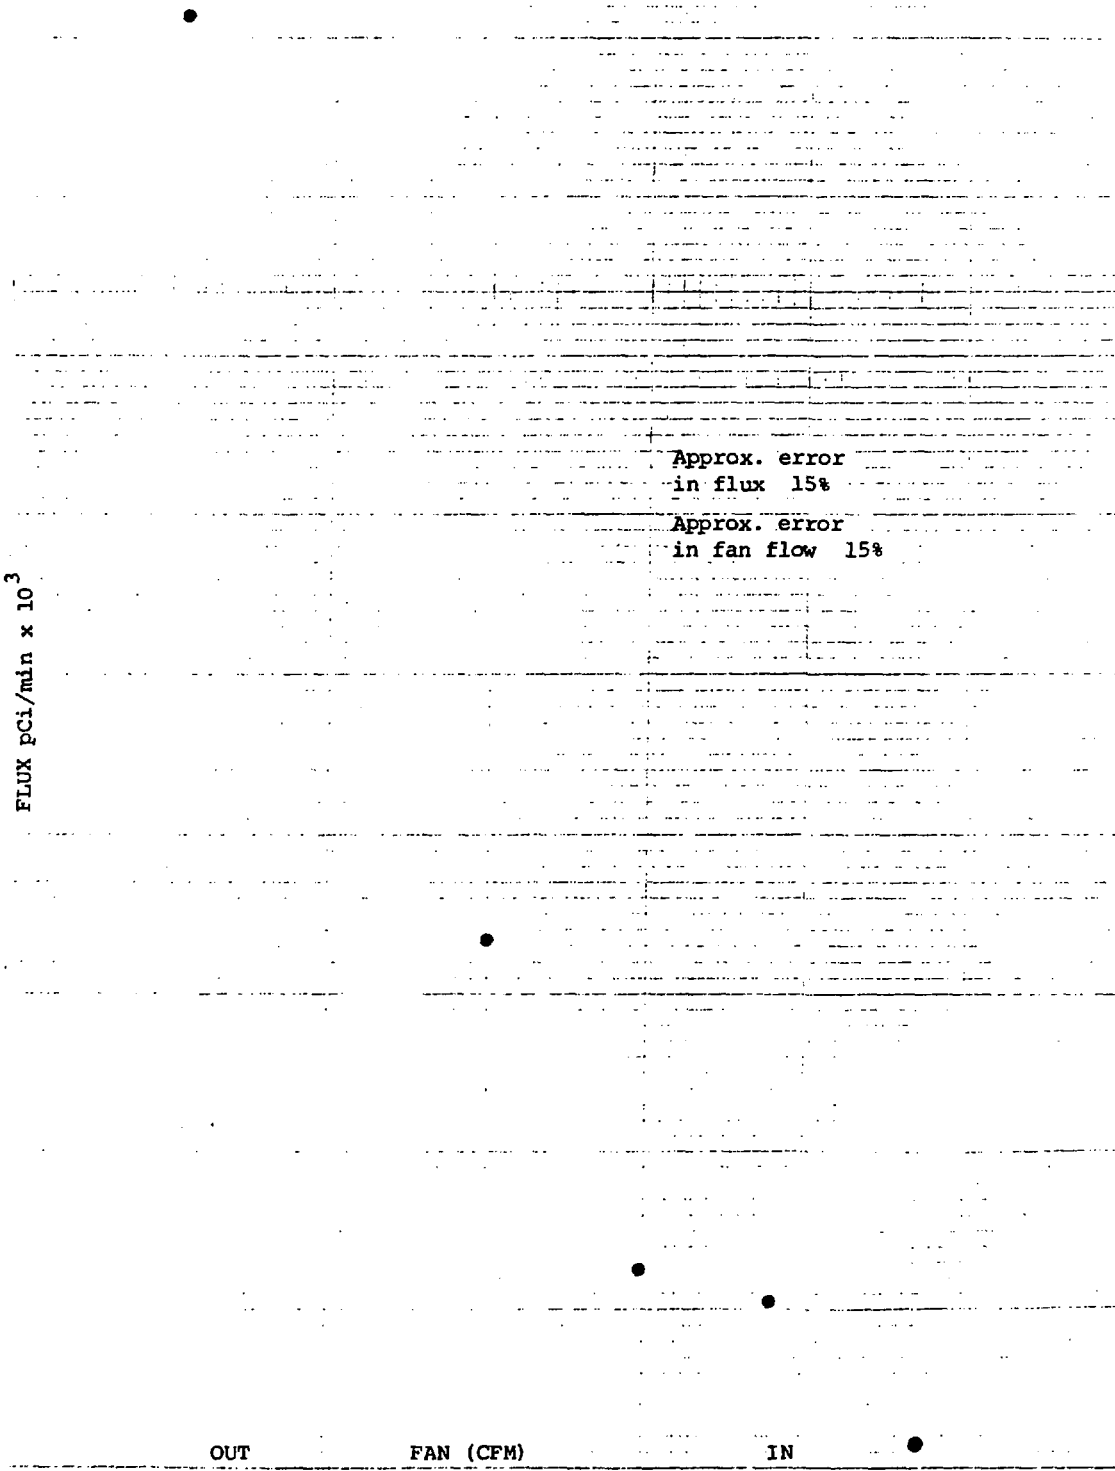 Approx. error
in flux 15%
Approx. error
in fan flow 15%
FLUX pCi/min x 10³
OUT FAN (CFM) IN